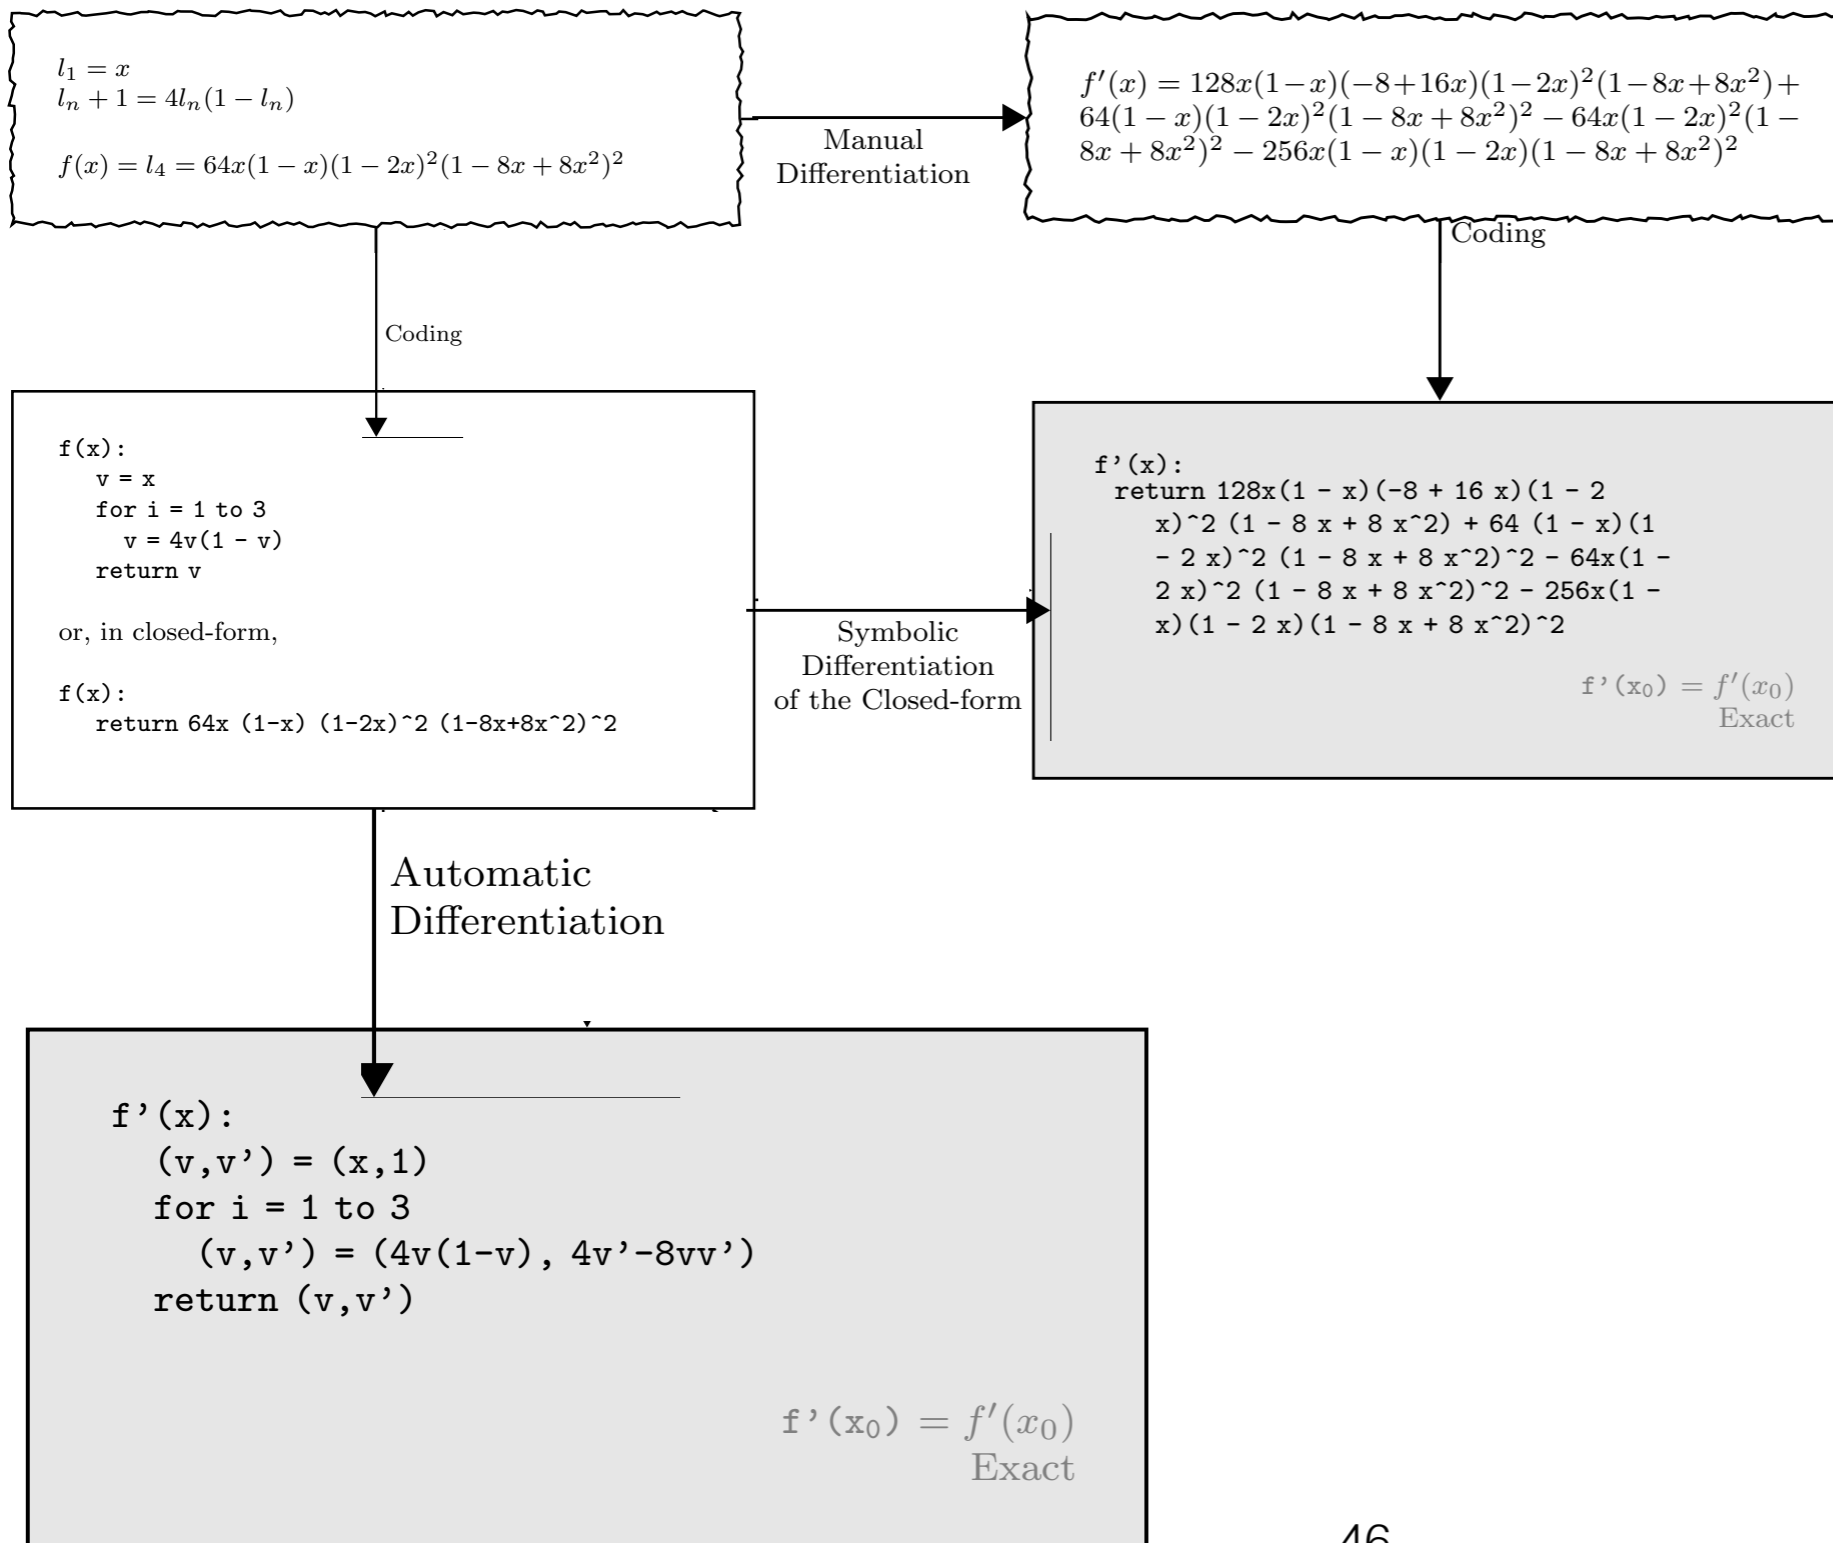 l₁ = x
lₙ + 1 = 4lₙ(1 − lₙ)
f(x) = l₄ = 64x(1 − x)(1 − 2x)²(1 − 8x + 8x²)²
Manual
Differentiation
f′(x) = 128x(1−x)(−8+16x)(1−2x)²(1−8x+8x²)+
64(1 − x)(1 − 2x)²(1 − 8x + 8x²)² − 64x(1 − 2x)²(1 −
8x + 8x²)² − 256x(1 − x)(1 − 2x)(1 − 8x + 8x²)²
Coding
Coding
f(x):
v = x
for i = 1 to 3
v = 4v(1 − v)
return v
or, in closed-form,
f(x):
return 64x (1-x) (1-2x)^2 (1-8x+8x^2)^2
Symbolic
Differentiation
of the Closed-form
f’(x):
return 128x(1 - x)(-8 + 16 x)(1 - 2
x)^2 (1 - 8 x + 8 x^2) + 64 (1 - x)(1
- 2 x)^2 (1 - 8 x + 8 x^2)^2 - 64x(1 -
2 x)^2 (1 - 8 x + 8 x^2)^2 - 256x(1 -
x)(1 - 2 x)(1 - 8 x + 8 x^2)^2
f’(x₀) = f′(x₀)
Exact
Automatic
Differentiation
f’(x):
(v,v’) = (x,1)
for i = 1 to 3
(v,v’) = (4v(1-v), 4v’-8vv’)
return (v,v’)
f’(x₀) = f′(x₀)
Exact
46